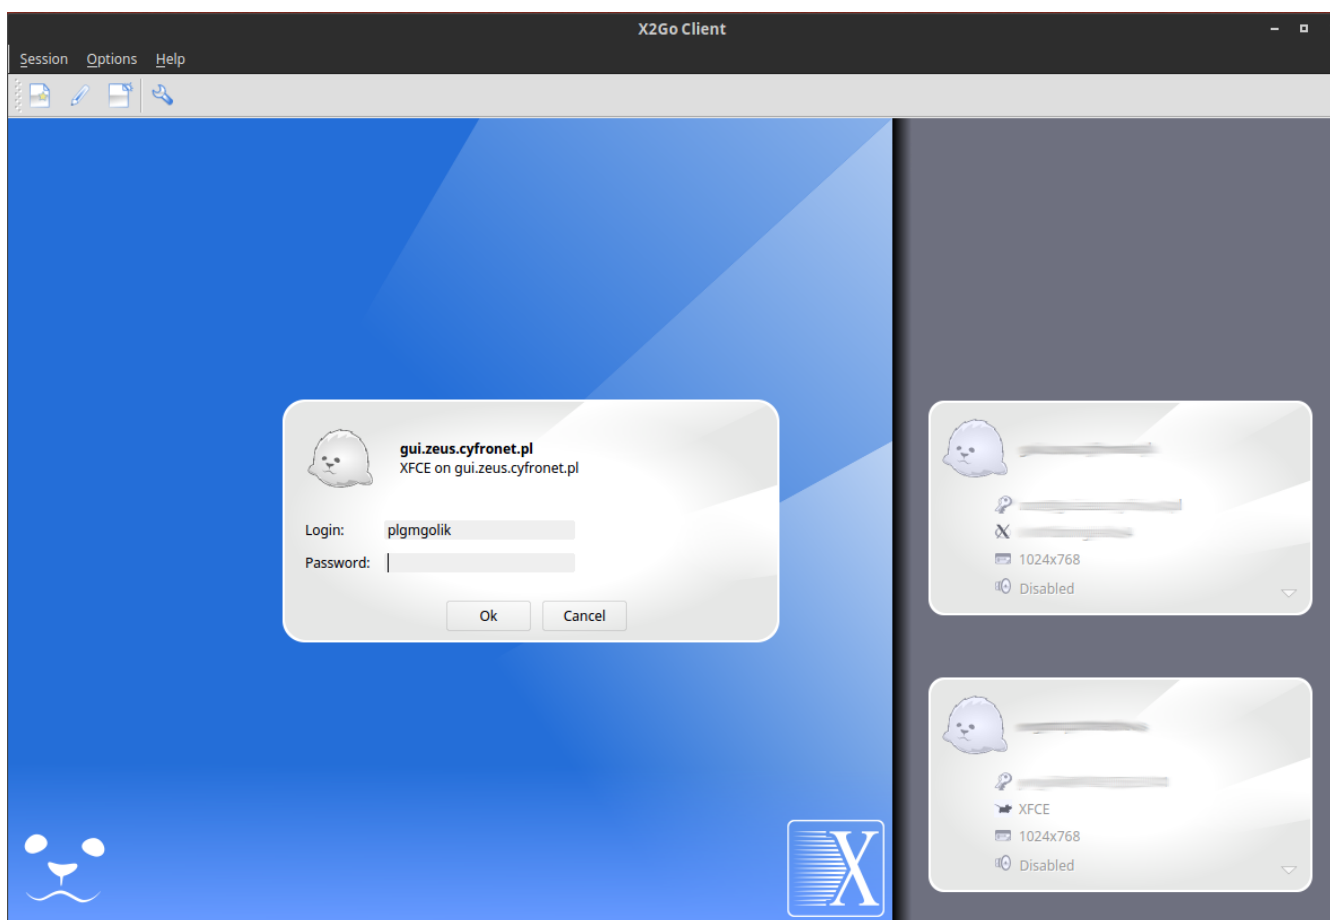 X2Go Client
Session Options Help
gui.zeus.cyfronet.pl
XFCE on gui.zeus.cyfronet.pl
Login: plgmgolik
Password:
Ok Cancel
X
1024x768
Disabled
XFCE
1024x768
Disabled